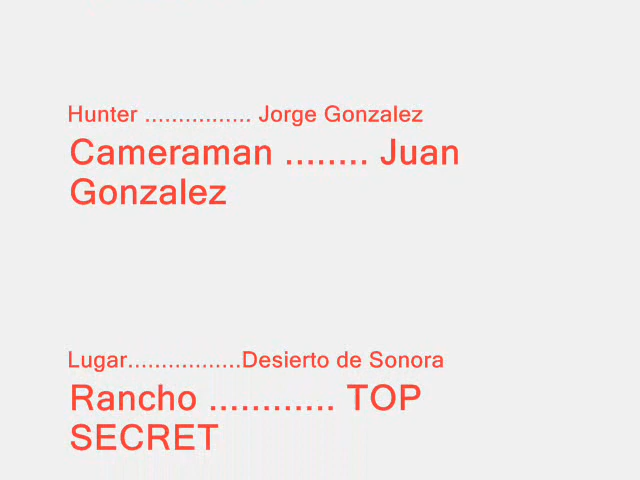 Hunter ................ Jorge Gonzalez
Cameraman ........ Juan
Gonzalez
Lugar.................Desierto de Sonora
Rancho ............ TOP
SECRET